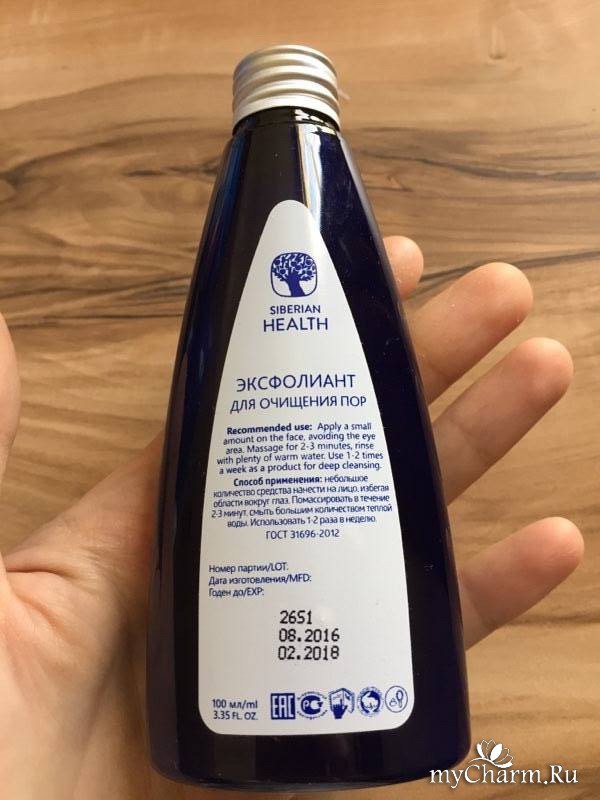 SIBERIAN
HEALTH
ЭКСФОЛИАНТ
ДЛЯ ОЧИЩЕНИЯ ПОР
Recommended use: Apply a small
amount on the face, avoiding the eye
area. Massage for 2-3 minutes, rinse
with plenty of warm water. Use 1-2 times
a week as a product for deep cleansing.
Способ применения: небольшое
количество средства нанести на лицо, избегая
области вокруг глаз. Помассировать в течение
2-3 минут, смыть большим количеством теплой
воды. Использовать 1-2 раза в неделю.
ГОСТ 31696-2012
Номер партии/LOT:
Дата изготовления/MFD:
Годен до/EXP:
26S1
08.2016
02.2018
100 мл/ml
3.35 FL. OZ.
EAC
myCharm.Ru